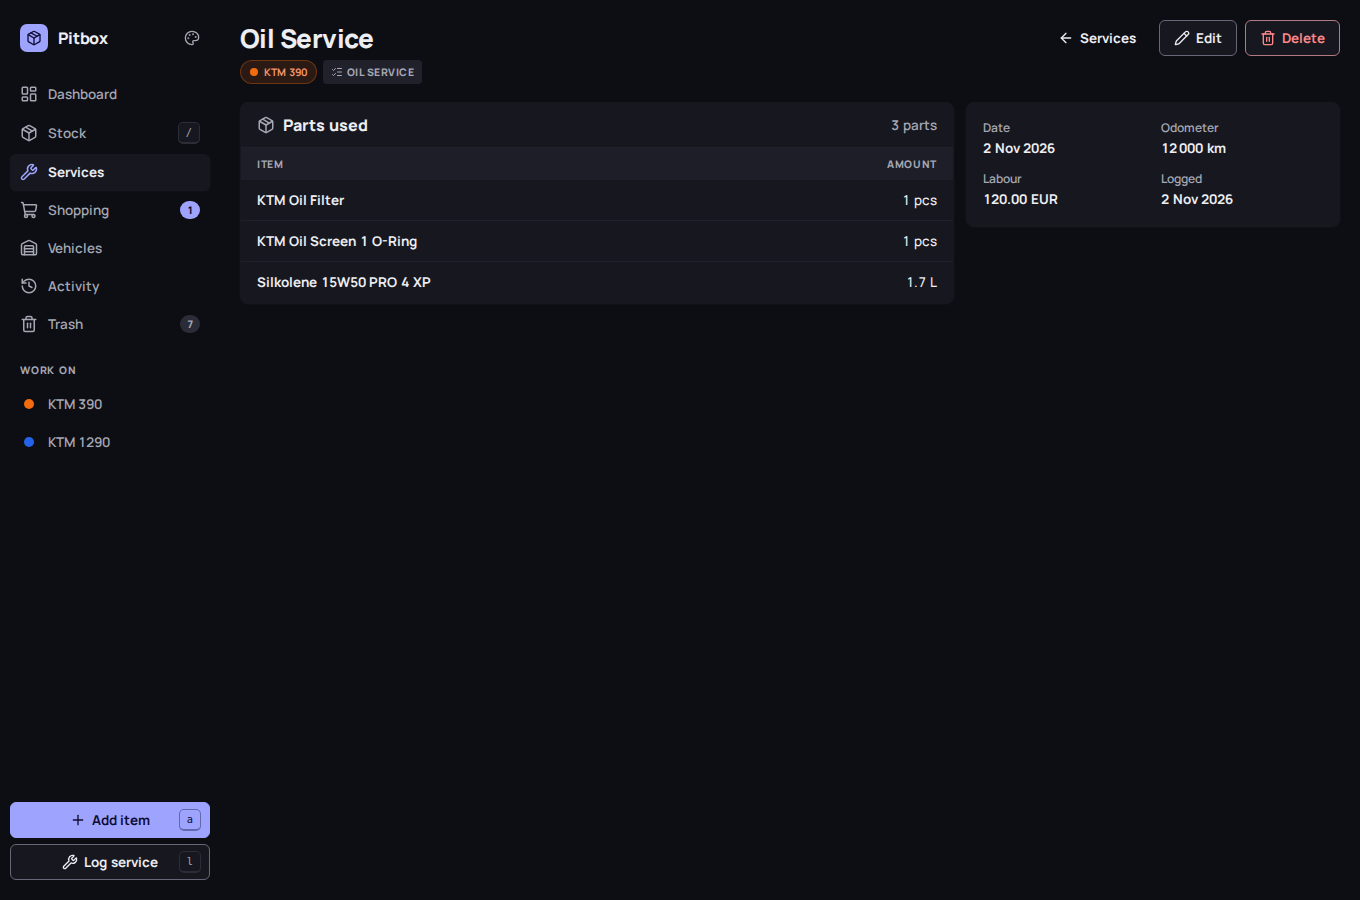 Pitbox
Dashboard
Stock /
Services
Shopping 1
Vehicles
Activity
Trash 7
WORK ON
KTM 390
KTM 1290
Add item a
Log service l
Oil Service
KTM 390 OIL SERVICE
Services Edit Delete
Parts used 3 parts
ITEM AMOUNT
KTM Oil Filter 1 pcs
KTM Oil Screen 1 O-Ring 1 pcs
Silkolene 15W50 PRO 4 XP 1.7 L
Date Odometer
2 Nov 2026 12 000 km
Labour Logged
120.00 EUR 2 Nov 2026